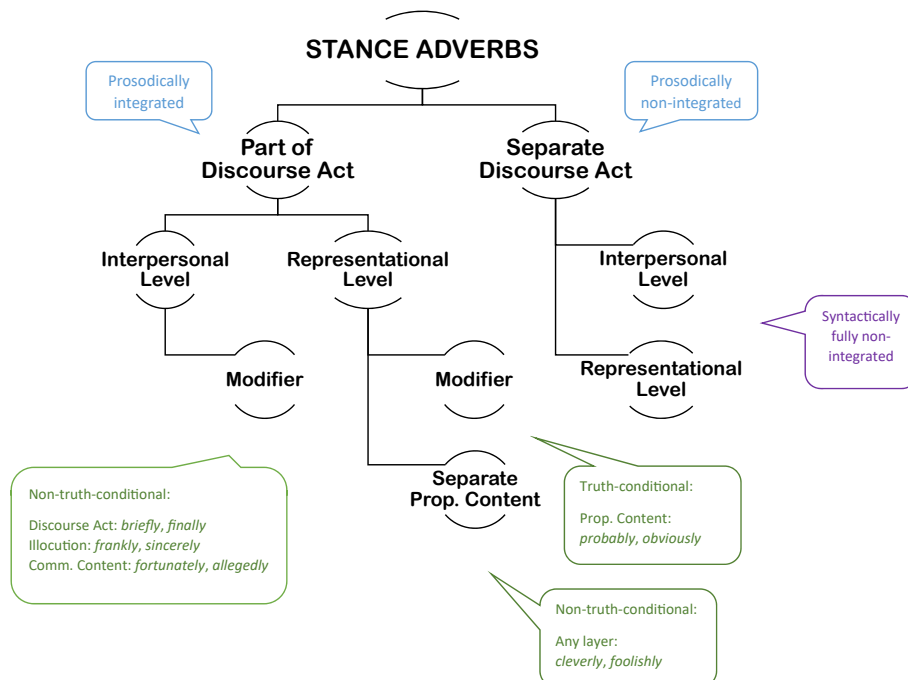 STANCE ADVERBS
Prosodically
integrated
Prosodically
non-integrated
Part of
Discourse Act
Separate
Discourse Act
Interpersonal
Level
Representational
Level
Interpersonal
Level
Syntactically
fully non-
integrated
Modifier
Modifier
Representational
Level
Separate
Prop. Content
Non-truth-conditional:
Discourse Act: briefly, finally
Illocution: frankly, sincerely
Comm. Content: fortunately, allegedly
Truth-conditional:
Prop. Content:
probably, obviously
Non-truth-conditional:
Any layer:
cleverly, foolishly